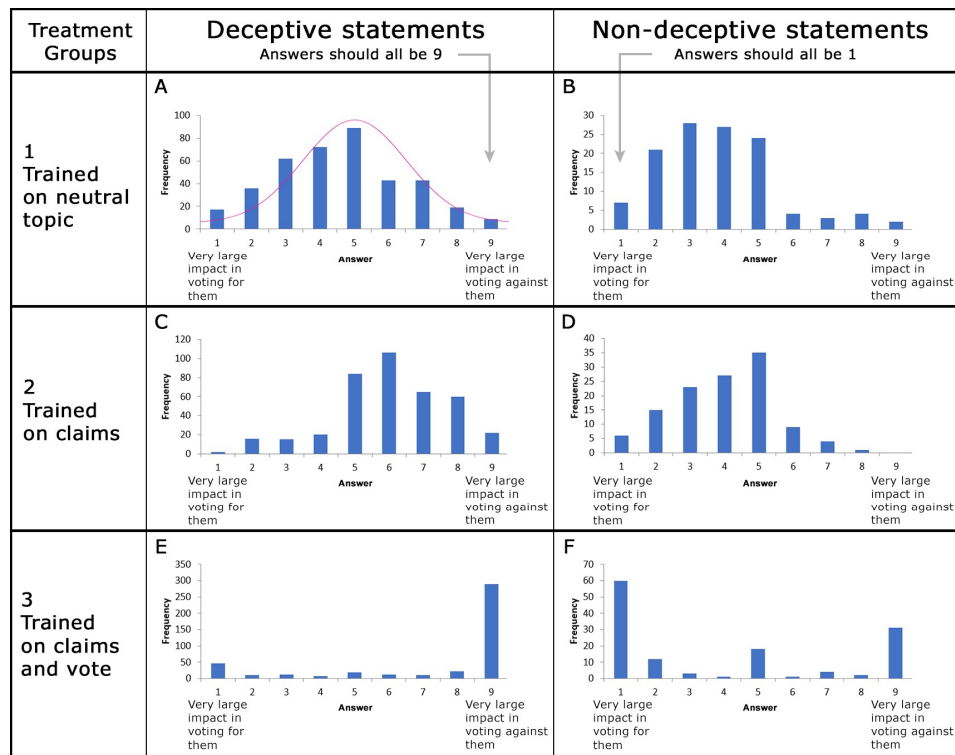 Treatment
Groups
Deceptive statements
Answers should all be 9
Non-deceptive statements
Answers should all be 1
1
Trained
on neutral
topic
A
100
80
60
40
20
0
Frequency
1 2 3 4 5 6 7 8 9
Answer
Very large
impact in
voting for
them
Very large
impact in
voting against
them
B
30
25
20
15
10
5
0
Frequency
1 2 3 4 5 6 7 8 9
Answer
Very large
impact in
voting for
them
Very large
impact in
voting against
them
2
Trained
on claims
C
120
100
80
60
40
20
0
Frequency
1 2 3 4 5 6 7 8 9
Answer
Very large
impact in
voting for
them
Very large
impact in
voting against
them
D
40
35
30
25
20
15
10
5
0
Frequency
1 2 3 4 5 6 7 8 9
Answer
Very large
impact in
voting for
them
Very large
impact in
voting against
them
3
Trained
on claims
and vote
E
350
300
250
200
150
100
50
0
Frequency
1 2 3 4 5 6 7 8 9
Answer
Very large
impact in
voting for
them
Very large
impact in
voting against
them
F
70
60
50
40
30
20
10
0
Frequency
1 2 3 4 5 6 7 8 9
Answer
Very large
impact in
voting for
them
Very large
impact in
voting against
them